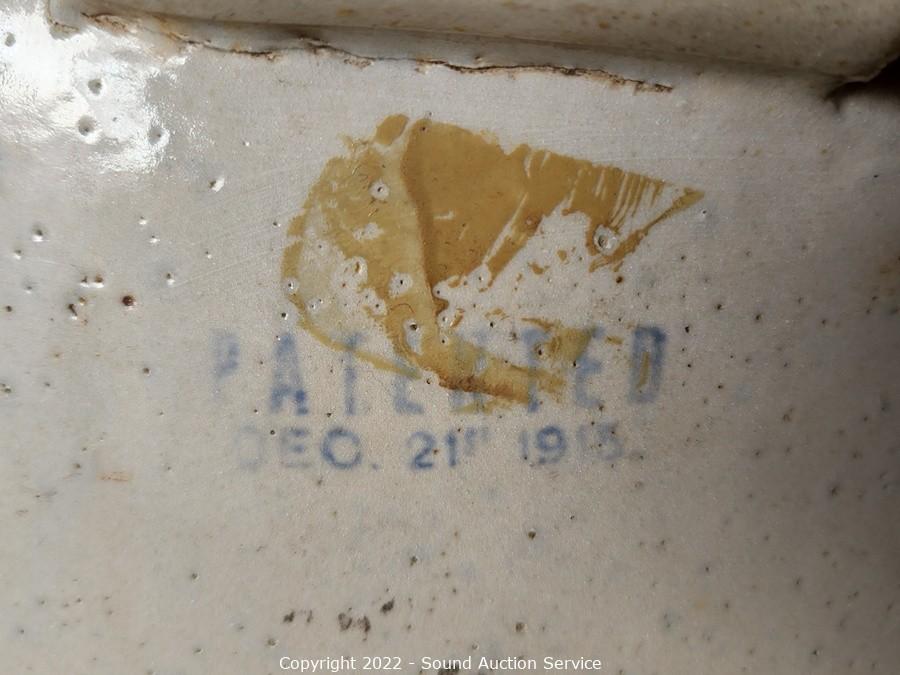 PATENTED
DEC. 21ST 1915.
Copyright 2022 - Sound Auction Service